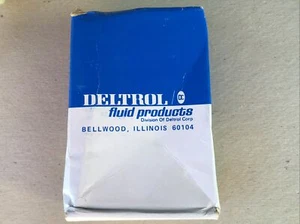 DELTROL
fluid products
Division Of Deltrol Corp
BELLWOOD, ILLINOIS 60104